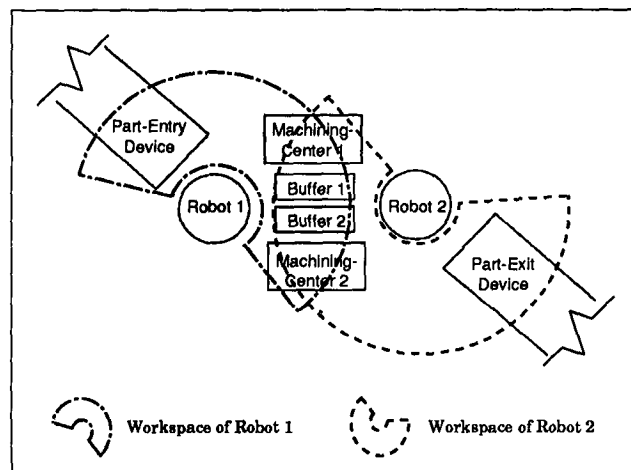 Part-Entry
Device
Machining-
Center 1
Buffer 1
Robot 1
Buffer 2
Robot 2
Machining-
Center 2
Part-Exit
Device
Workspace of Robot 1
Workspace of Robot 2